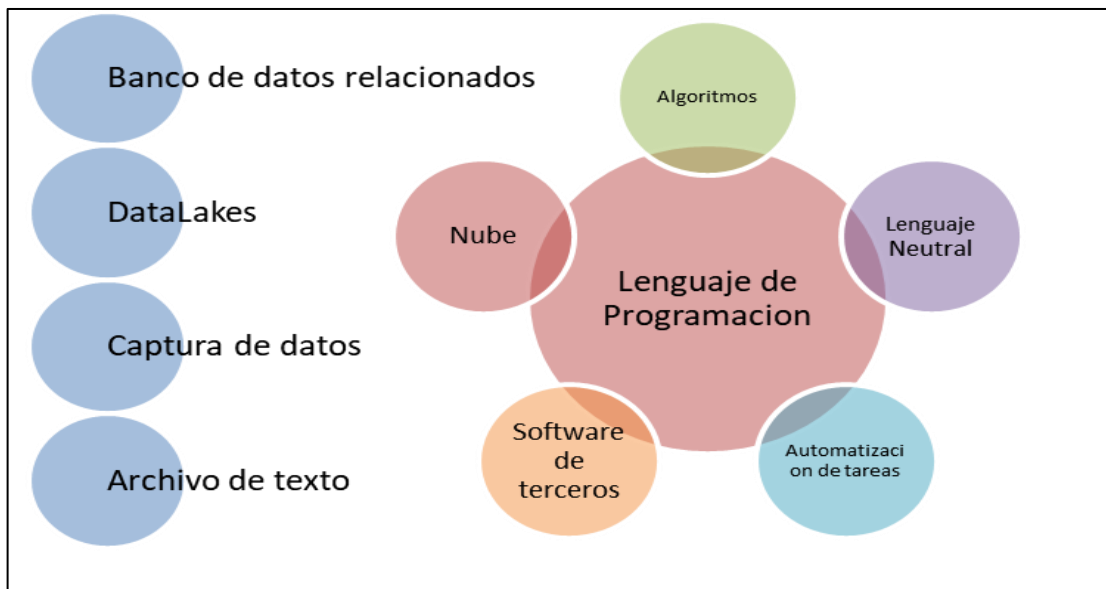 Banco de datos relacionados
DataLakes
Captura de datos
Archivo de texto
Algoritmos
Nube
Lenguaje
Neutral
Lenguaje de
Programacion
Software
de
terceros
Automatizaci
on de tareas